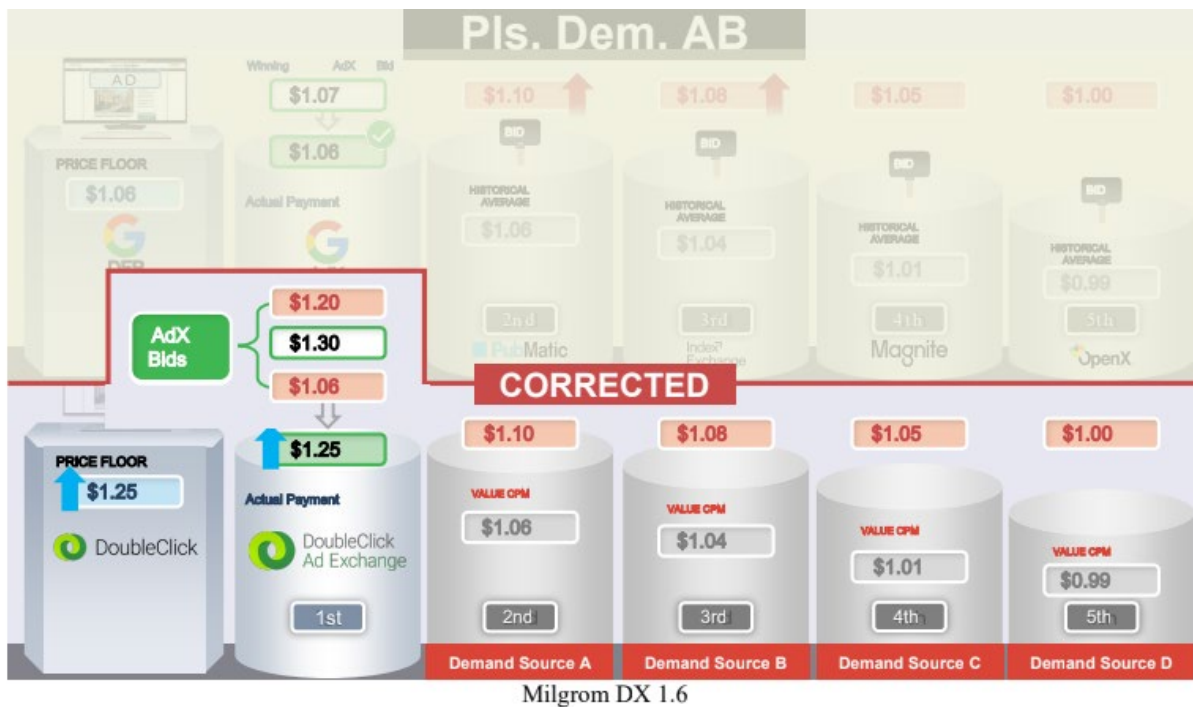 Pls. Dem. AB
Winning AdX Bid
AD
$1.07
$1.10
$1.08
$1.05
$1.00
$1.06
BID
BID
BID
BID
PRICE FLOOR
$1.06
Actual Payment
HISTORICAL
AVERAGE
$1.06
HISTORICAL
AVERAGE
$1.04
HISTORICAL
AVERAGE
$1.01
HISTORICAL
AVERAGE
$0.99
DFP
2nd
3rd
4th
5th
PubMatic
Index
Exchange
Magnite
OpenX
AdX
Bids
$1.20
$1.30
$1.06
CORRECTED
$1.25
$1.10
$1.08
$1.05
$1.00
PRICE FLOOR
$1.25
Actual Payment
VALUE CPM
$1.06
VALUE CPM
$1.04
VALUE CPM
$1.01
VALUE CPM
$0.99
DoubleClick
DoubleClick
Ad Exchange
1st
2nd
3rd
4th
5th
Demand Source A
Demand Source B
Demand Source C
Demand Source D
Milgrom DX 1.6